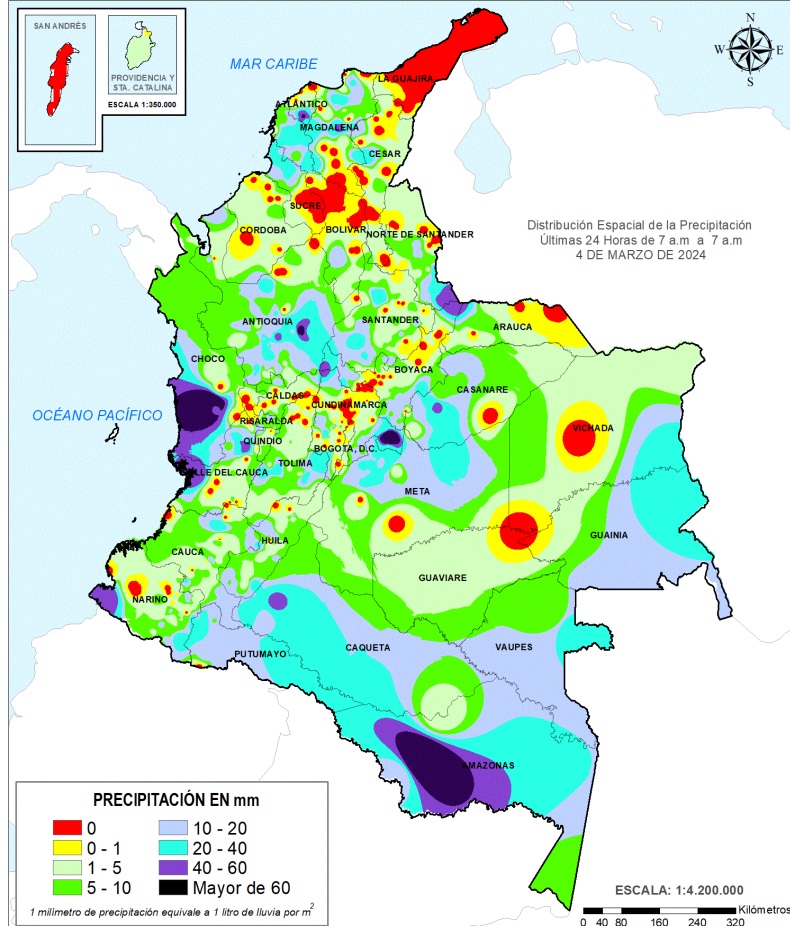 SAN ANDRÉS
PROVIDENCIA Y
STA. CATALINA
ESCALA 1:350.000
MAR CARIBE
N
W
E
S
LA GUAJIRA
ATLÁNTICO
MAGDALENA
CESAR
SUCRE
CORDOBA
BOLIVAR
NORTE DE SANTANDER
Distribución Espacial de la Precipitación
Últimas 24 Horas de 7 a.m a 7 a.m
4 DE MARZO DE 2024
ANTIOQUIA
SANTANDER
ARAUCA
CHOCO
BOYACA
CASANARE
CALDAS
CUNDINAMARCA
OCÉANO PACÍFICO
RISARALDA
VICHADA
QUINDIO
BOGOTA, D.C.
TOLIMA
VALLE DEL CAUCA
META
GUAINIA
HUILA
CAUCA
GUAVIARE
NARIÑO
PUTUMAYO
CAQUETA
VAUPES
AMAZONAS
PRECIPITACIÓN EN mm
0
0 - 1
1 - 5
5 - 10
10 - 20
20 - 40
40 - 60
Mayor de 60
1 milímetro de precipitación equivale a 1 litro de lluvia por m²
ESCALA: 1:4.200.000
Kilómetros
0 40 80 160 240 320